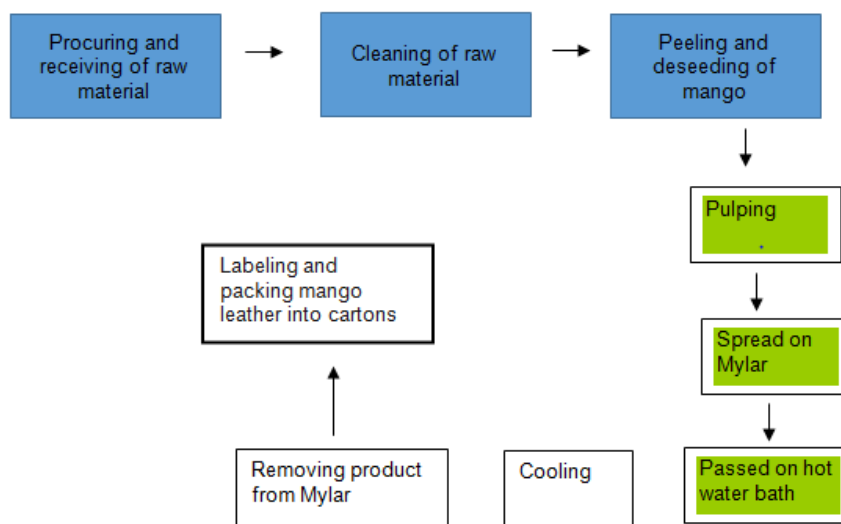 Procuring and
receiving of raw
material
Cleaning of raw
material
Peeling and
deseeding of
mango
Pulping
Spread on
Mylar
Passed on hot
water bath
Cooling
Removing product
from Mylar
Labeling and
packing mango
leather into cartons